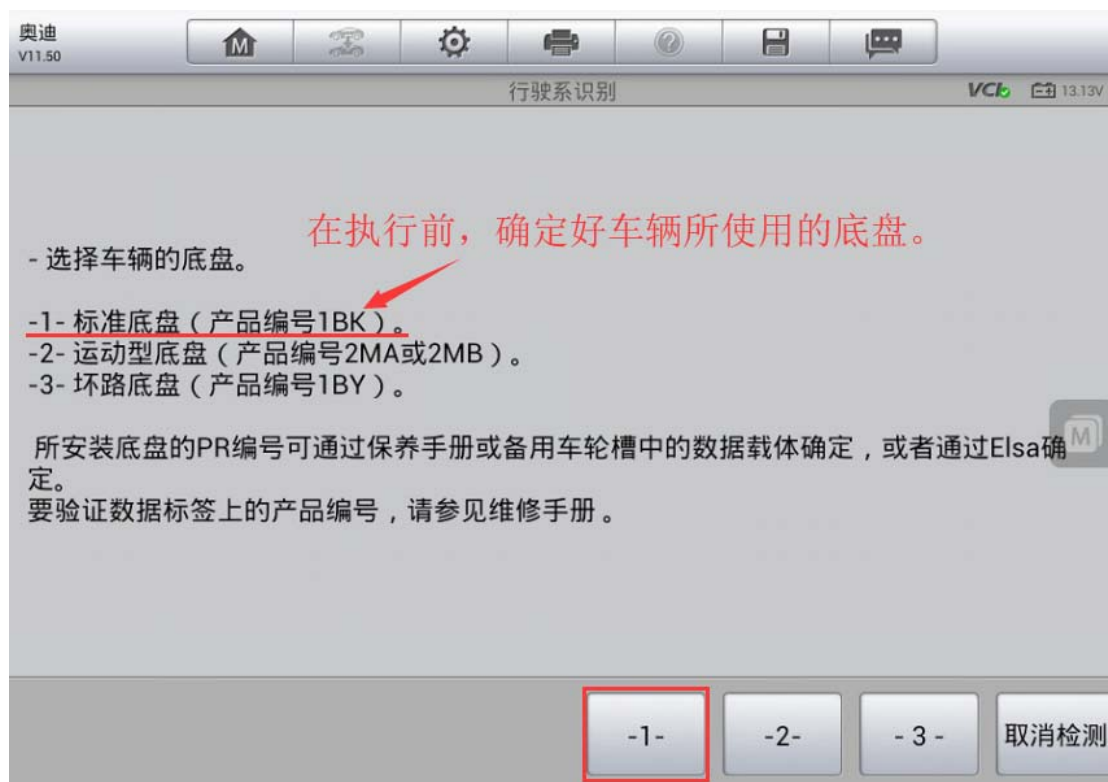 奥迪
V11.50
M
行驶系识别
VCI
13.13V
在执行前，确定好车辆所使用的底盘。
- 选择车辆的底盘。
-1- 标准底盘（产品编号1BK）。
-2- 运动型底盘（产品编号2MA或2MB）。
-3- 坏路底盘（产品编号1BY）。
所安装底盘的PR编号可通过保养手册或备用车轮槽中的数据载体确定，或者通过Elsa确
定。
要验证数据标签上的产品编号，请参见维修手册。
M
-1-
-2-
- 3 -
取消检测